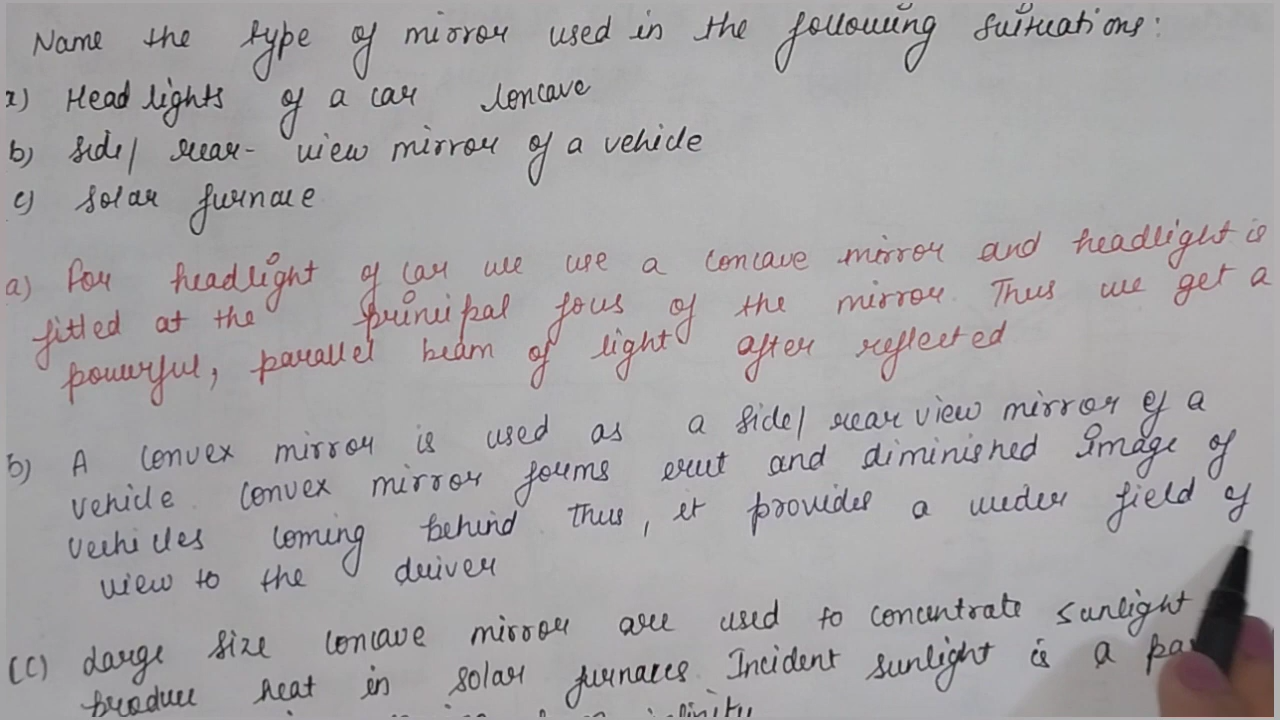 Name the type of mirror used in the following suituations:
a) Head lights of a car concave
b) side/ rear- view mirror of a vehicle
c) Solar furnace
a) For headlight of car we use a concave mirror and headlight is
fitted at the principal focus of the mirror. Thus we get a
powerful, parallel beam of light after reflected
b) A convex mirror is used as a side/ rear view mirror of a
vehicle convex mirror forms erect and diminished image of
vechicles coming behind Thus, it provides a wider field of
view to the driver
(c) Large size concave mirror are used to concentrate sunlight
produce heat in solar furnaces. Incident sunlight is a
infinity